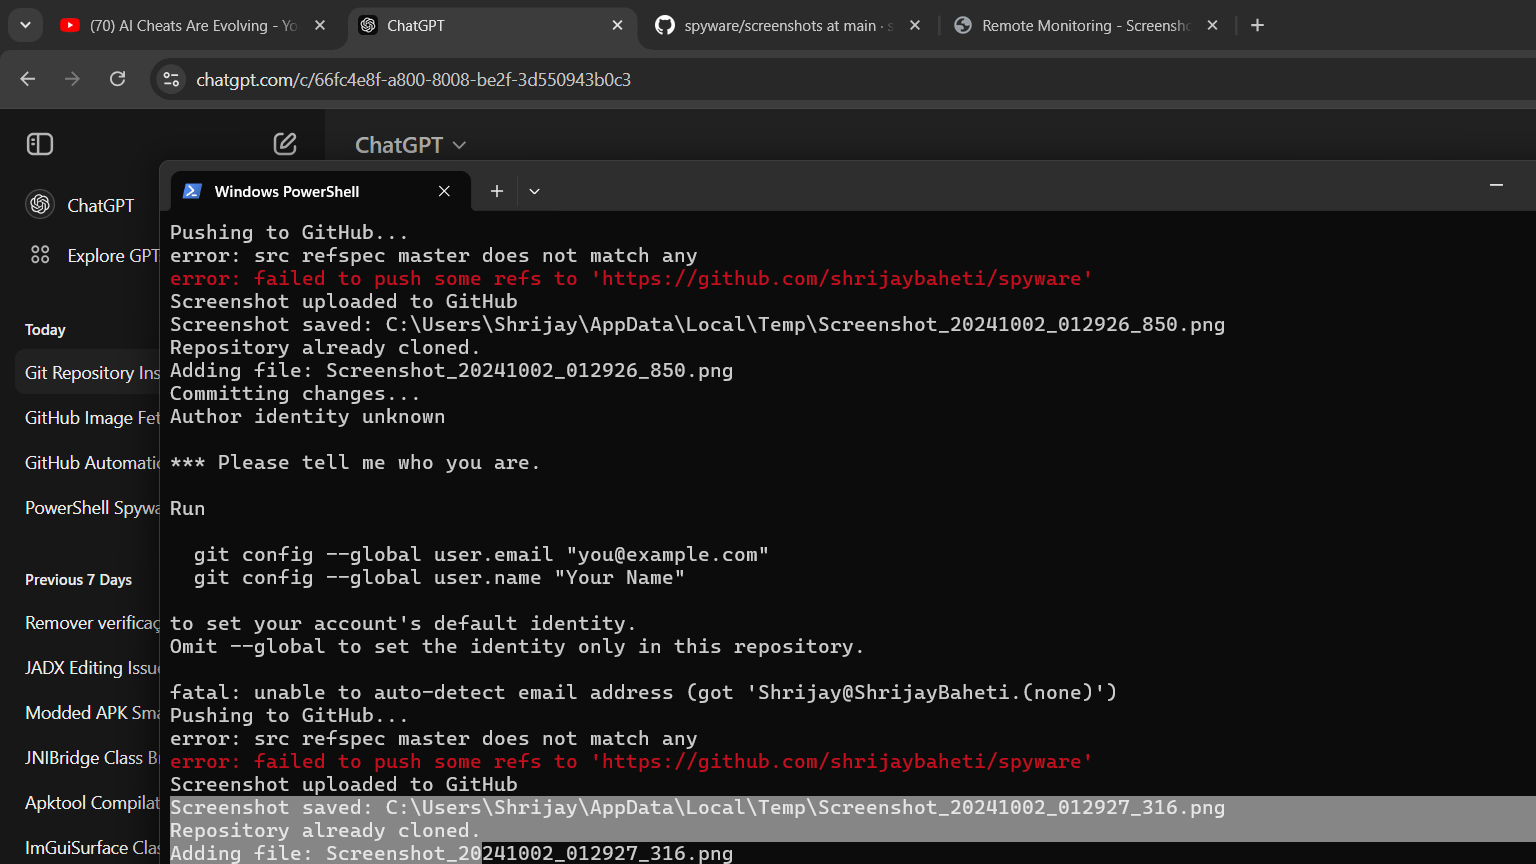 (70) AI Cheats Are Evolving - Yo
ChatGPT
spyware/screenshots at main · s
Remote Monitoring - Screensho
chatgpt.com/c/66fc4e8f-a800-8008-be2f-3d550943b0c3
ChatGPT
Windows PowerShell
ChatGPT
Explore GPT
Today
Git Repository Ins
GitHub Image Fet
GitHub Automatic
PowerShell Spywa
Previous 7 Days
Remover verificaç
JADX Editing Issue
Modded APK Sma
JNIBridge Class B
Apktool Compilat
ImGuiSurface Clas
Pushing to GitHub...
error: src refspec master does not match any
error: failed to push some refs to 'https://github.com/shrijaybaheti/spyware'
Screenshot uploaded to GitHub
Screenshot saved: C:\Users\Shrijay\AppData\Local\Temp\Screenshot_20241002_012926_850.png
Repository already cloned.
Adding file: Screenshot_20241002_012926_850.png
Committing changes...
Author identity unknown
*** Please tell me who you are.
Run
git config --global user.email "you@example.com"
git config --global user.name "Your Name"
to set your account's default identity.
Omit --global to set the identity only in this repository.
fatal: unable to auto-detect email address (got 'Shrijay@ShrijayBaheti.(none)')
Pushing to GitHub...
error: src refspec master does not match any
error: failed to push some refs to 'https://github.com/shrijaybaheti/spyware'
Screenshot uploaded to GitHub
Screenshot saved: C:\Users\Shrijay\AppData\Local\Temp\Screenshot_20241002_012927_316.png
Repository already cloned.
Adding file: Screenshot_20241002_012927_316.png